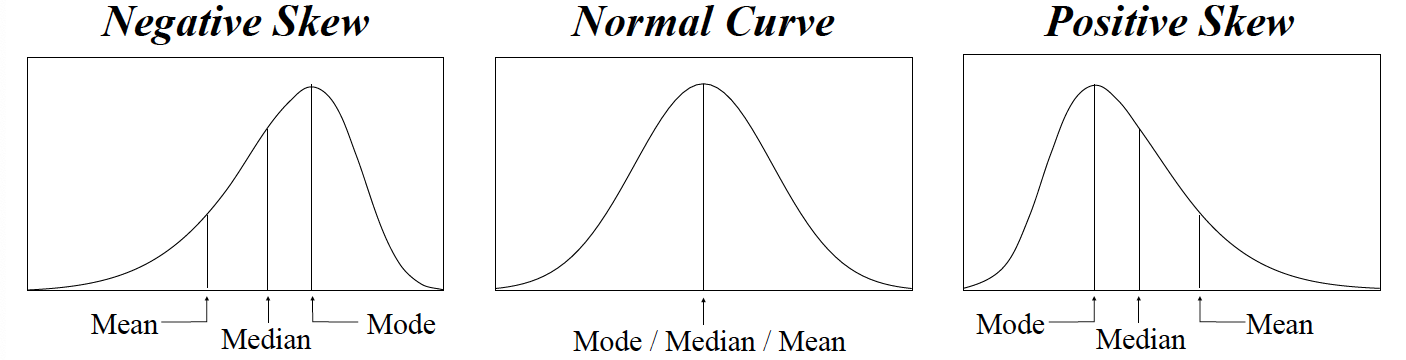 Negative Skew
Mean
Median
Mode
Normal Curve
Mode / Median / Mean
Positive Skew
Mode
Median
Mean